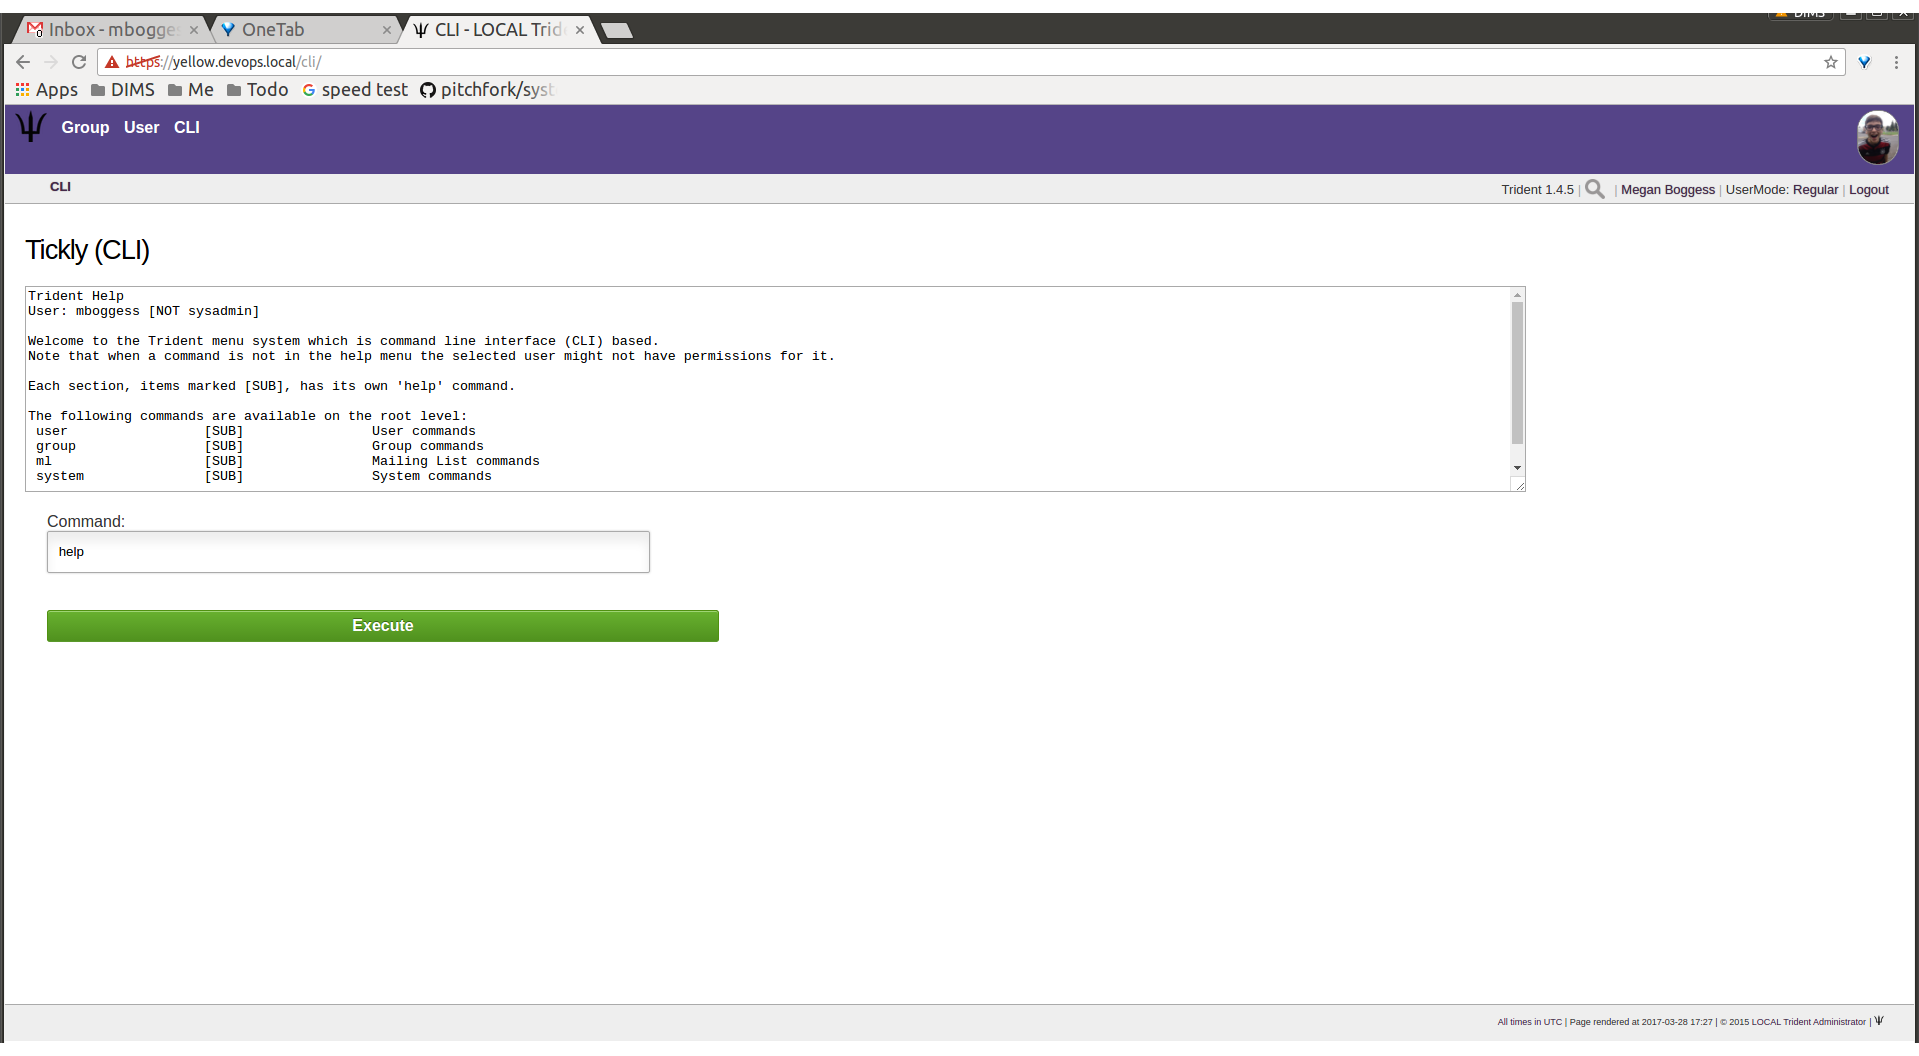 DIMS
Inbox - mbogge
OneTab
CLI - LOCAL Trid
https://yellow.devops.local/cli/
Apps DIMS Me Todo speed test pitchfork/syst
Group User CLI
CLI
Trident 1.4.5 | | Megan Boggess | UserMode: Regular | Logout
Tickly (CLI)
Trident Help
User: mboggess [NOT sysadmin]
Welcome to the Trident menu system which is command line interface (CLI) based.
Note that when a command is not in the help menu the selected user might not have permissions for it.
Each section, items marked [SUB], has its own 'help' command.
The following commands are available on the root level:
user [SUB] User commands
group [SUB] Group commands
ml [SUB] Mailing List commands
system [SUB] System commands
Command:
help
Execute
All times in UTC | Page rendered at 2017-03-28 17:27 | © 2015 LOCAL Trident Administrator |